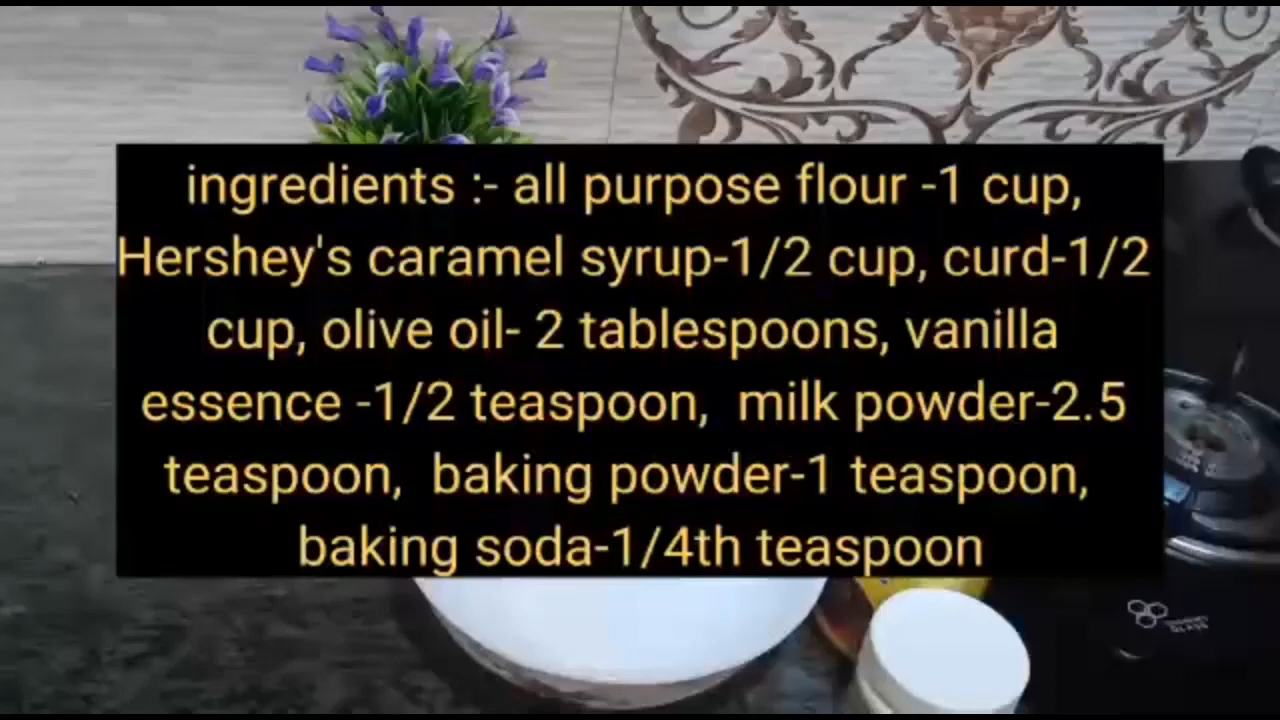 ingredients :- all purpose flour -1 cup,
Hershey's caramel syrup-1/2 cup, curd-1/2
cup, olive oil- 2 tablespoons, vanilla
essence -1/2 teaspoon,  milk powder-2.5
teaspoon,  baking powder-1 teaspoon,
baking soda-1/4th teaspoon